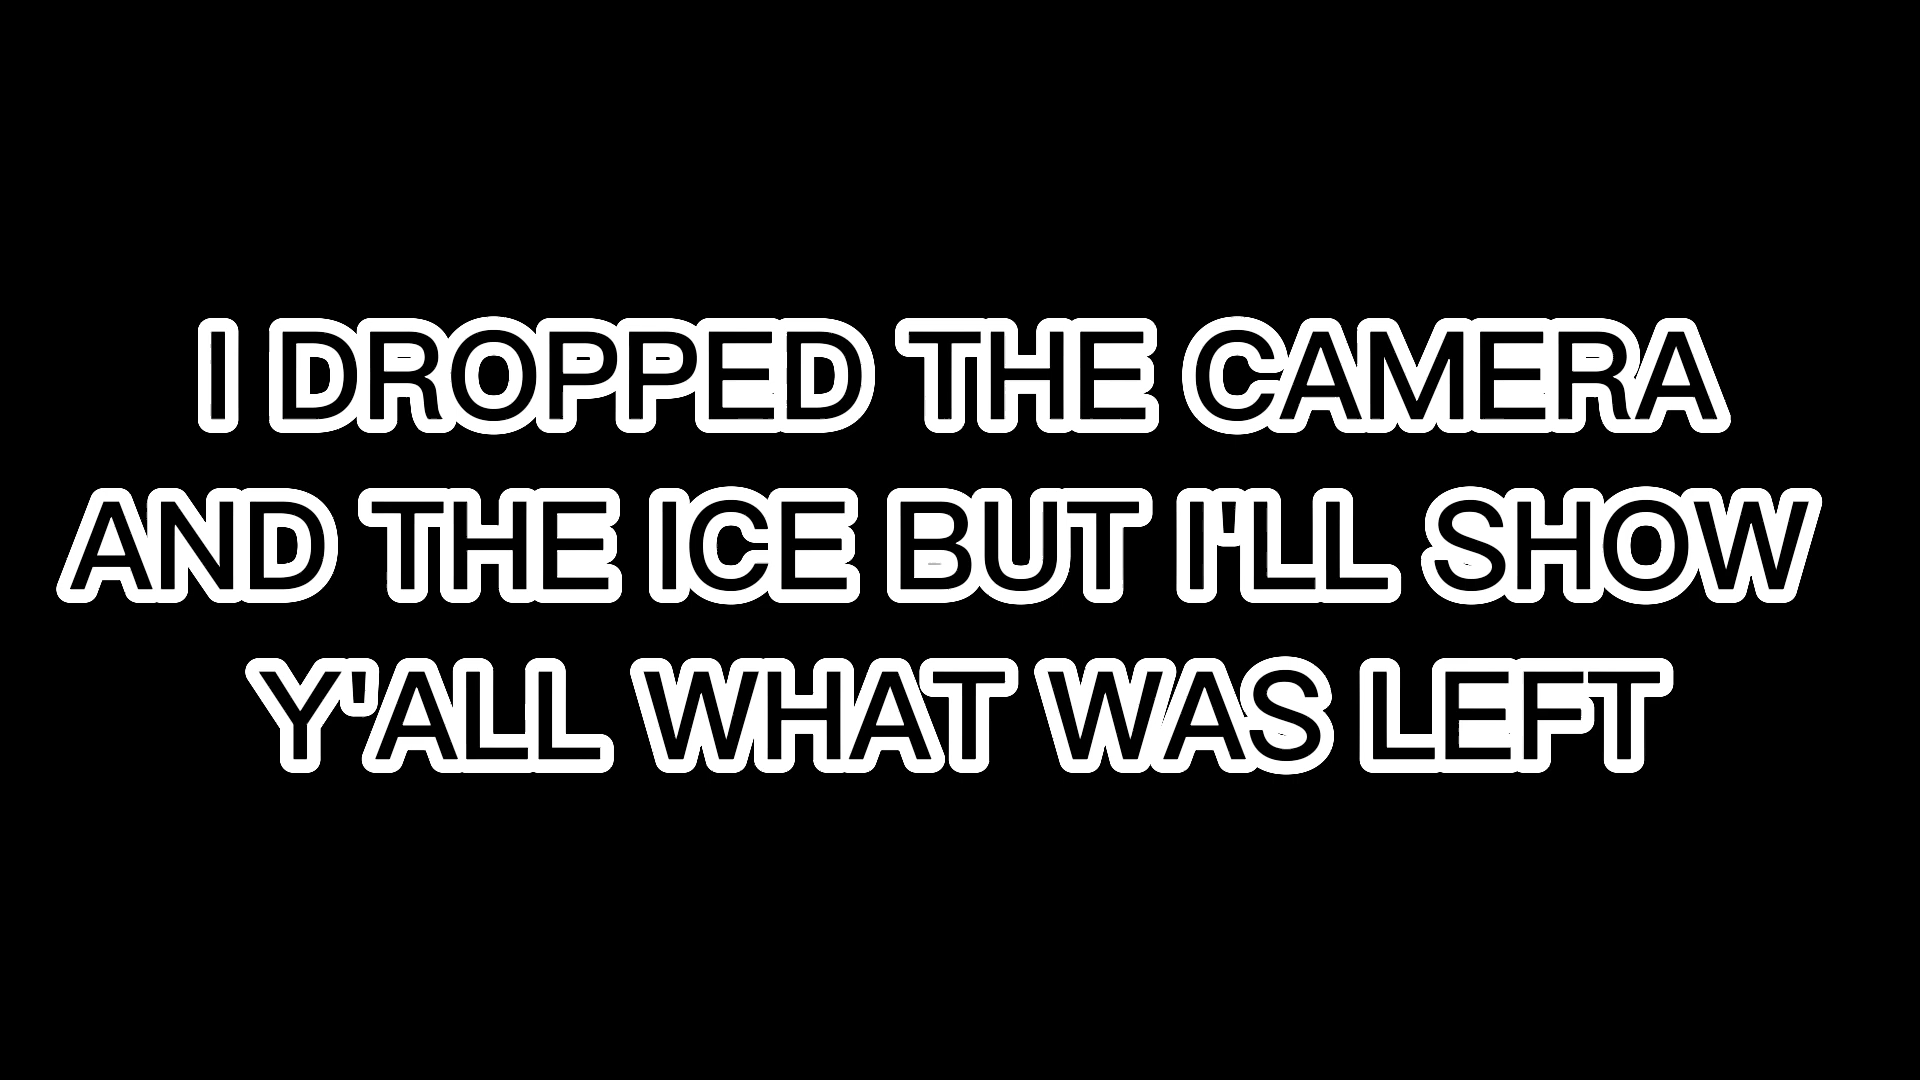 I DROPPED THE CAMERA
AND THE ICE BUT I'LL SHOW
Y'ALL WHAT WAS LEFT